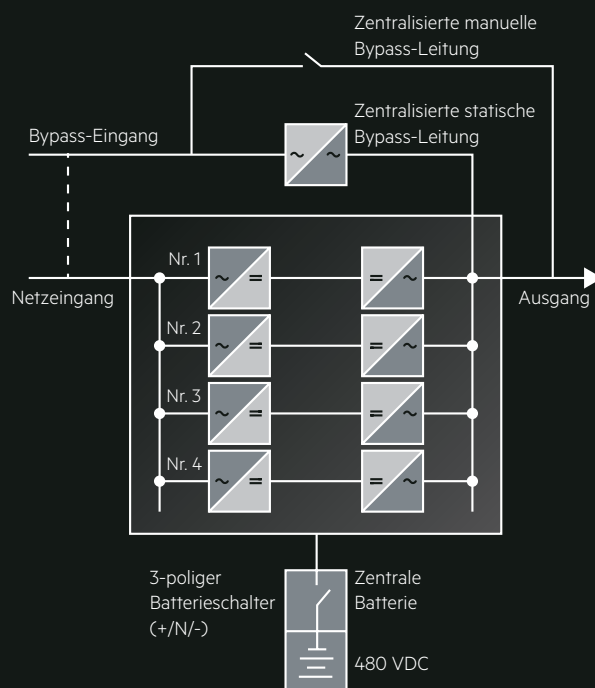 Zentralisierte manuelle
Bypass-Leitung
Zentralisierte statische
Bypass-Leitung
Bypass-Eingang
Nr. 1
Netzeingang
Ausgang
Nr. 2
Nr. 3
Nr. 4
3-poliger
Batterieschalter
(+/N/-)
Zentrale
Batterie
480 VDC